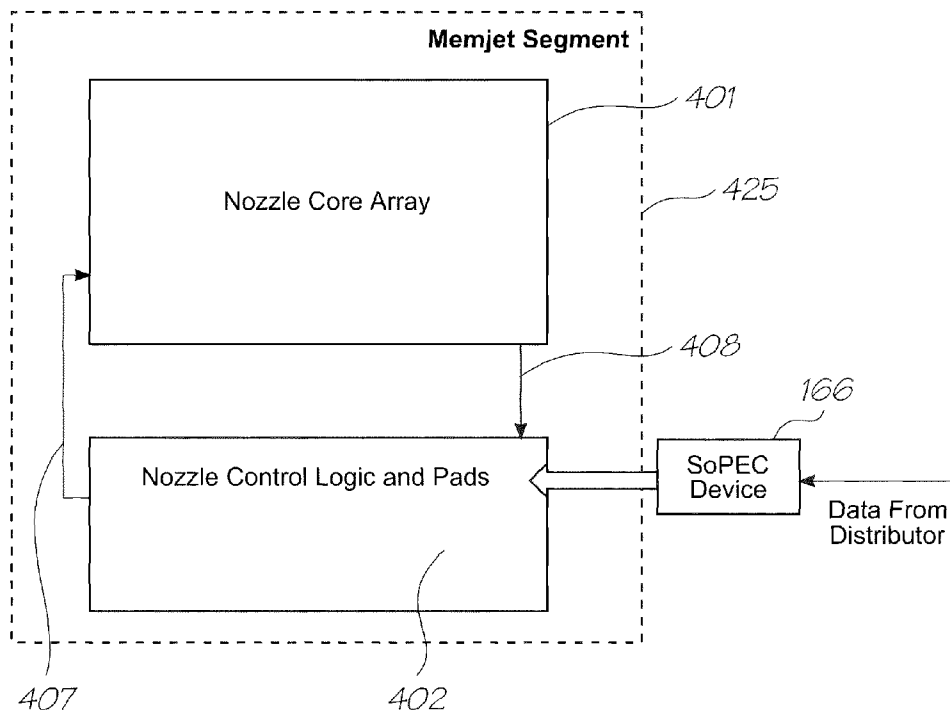 Memjet Segment
401
Nozzle Core Array
425
408
166
Nozzle Control Logic and Pads
SoPEC
Device
Data From
Distributor
407
402